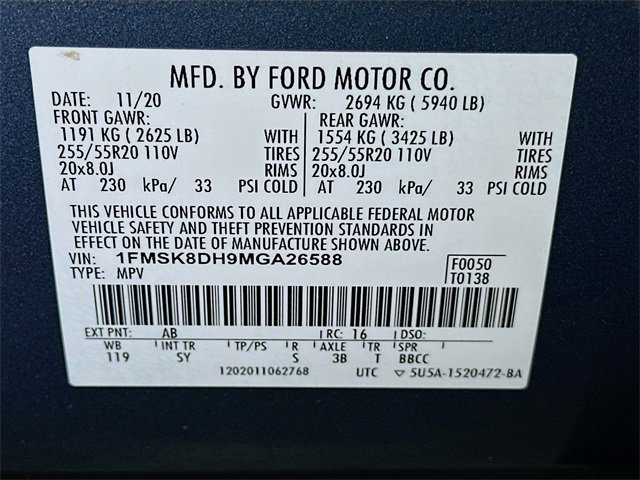 MFD. BY FORD MOTOR CO.
DATE: 11/20 GVWR: 2694 KG ( 5940 LB)
FRONT GAWR: REAR GAWR:
1191 KG ( 2625 LB) WITH 1554 KG ( 3425 LB) WITH
255/55R20 110V TIRES 255/55R20 110V TIRES
20x8.0J RIMS 20x8.0J RIMS
AT 230 kPa/ 33 PSI COLD AT 230 kPa/ 33 PSI COLD
THIS VEHICLE CONFORMS TO ALL APPLICABLE FEDERAL MOTOR
VEHICLE SAFETY AND THEFT PREVENTION STANDARDS IN
EFFECT ON THE DATE OF MANUFACTURE SHOWN ABOVE.
VIN: 1FMSK8DH9MGA26588 F0050
TYPE: MPV T0138
EXT PNT: AB RC: 16 DSO:
WB INT TR TP/PS R AXLE TR SPR
119 SY S 3B T BBCC
1202011062768 UTC ▽ 5U5A-1520472-BA